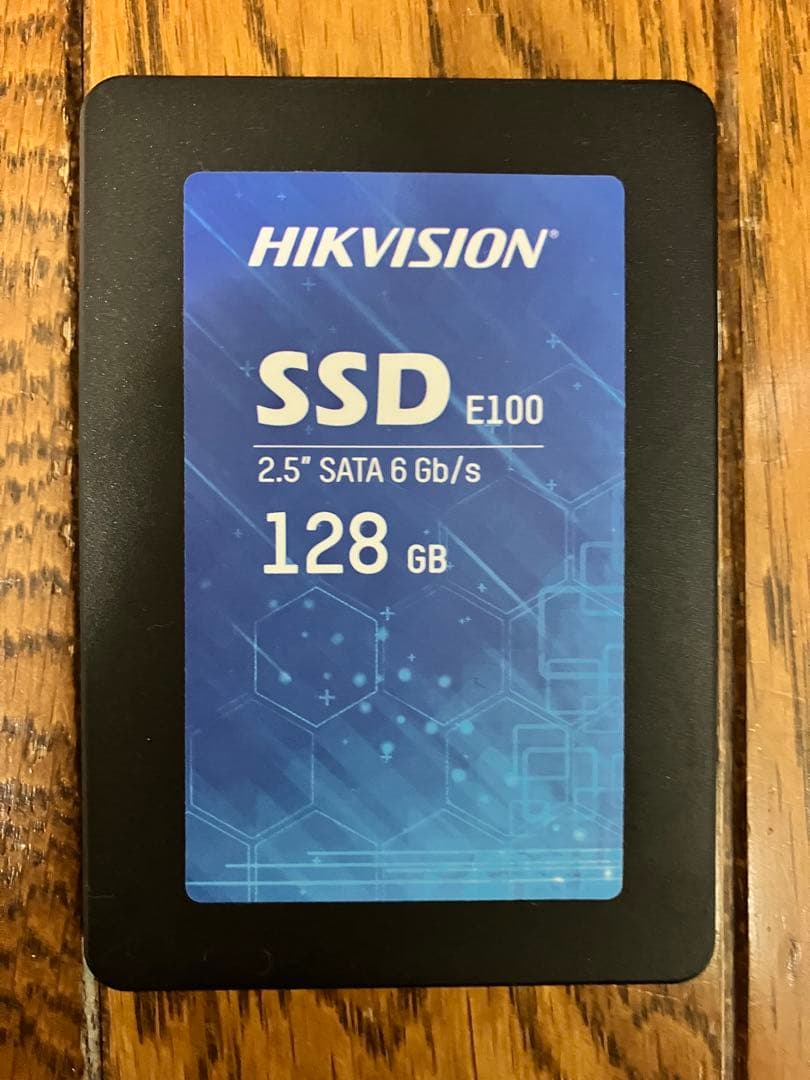 HIKVISION®
SSD E100
2.5" SATA 6 Gb/s
128 GB